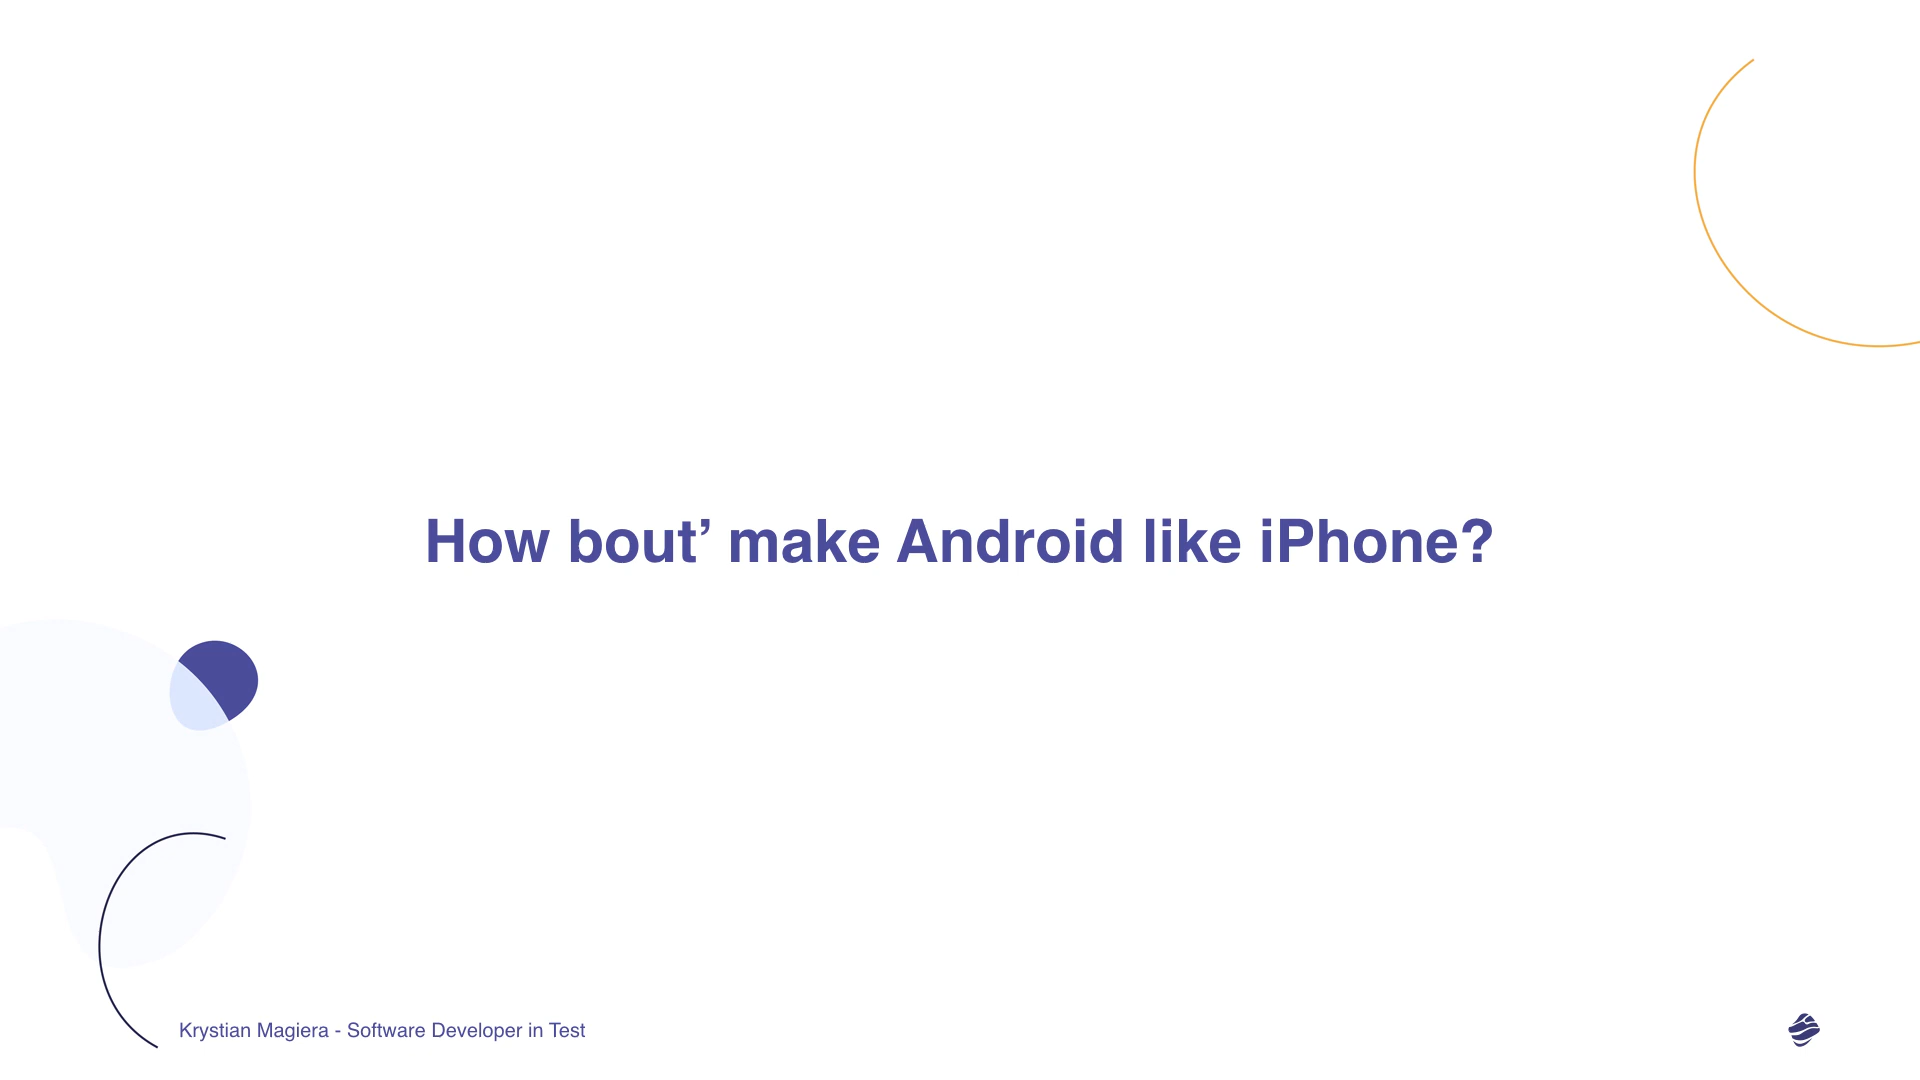 How bout’ make Android like iPhone?
Krystian Magiera - Software Developer in Test